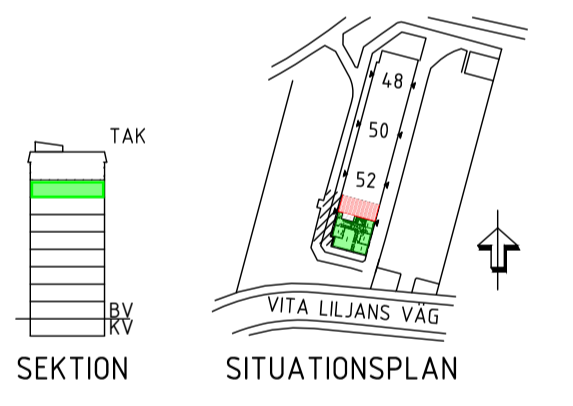 TAK
BV
KV
SEKTION
48
50
52
VITA LILJANS VÄG
SITUATIONSPLAN